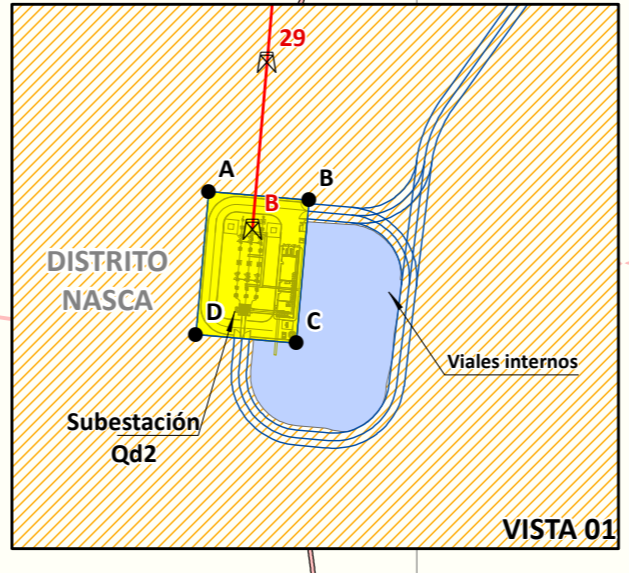 29
A
B
B
DISTRITO
NASCA
D
C
Viales internos
Subestación
Qd2
VISTA 01